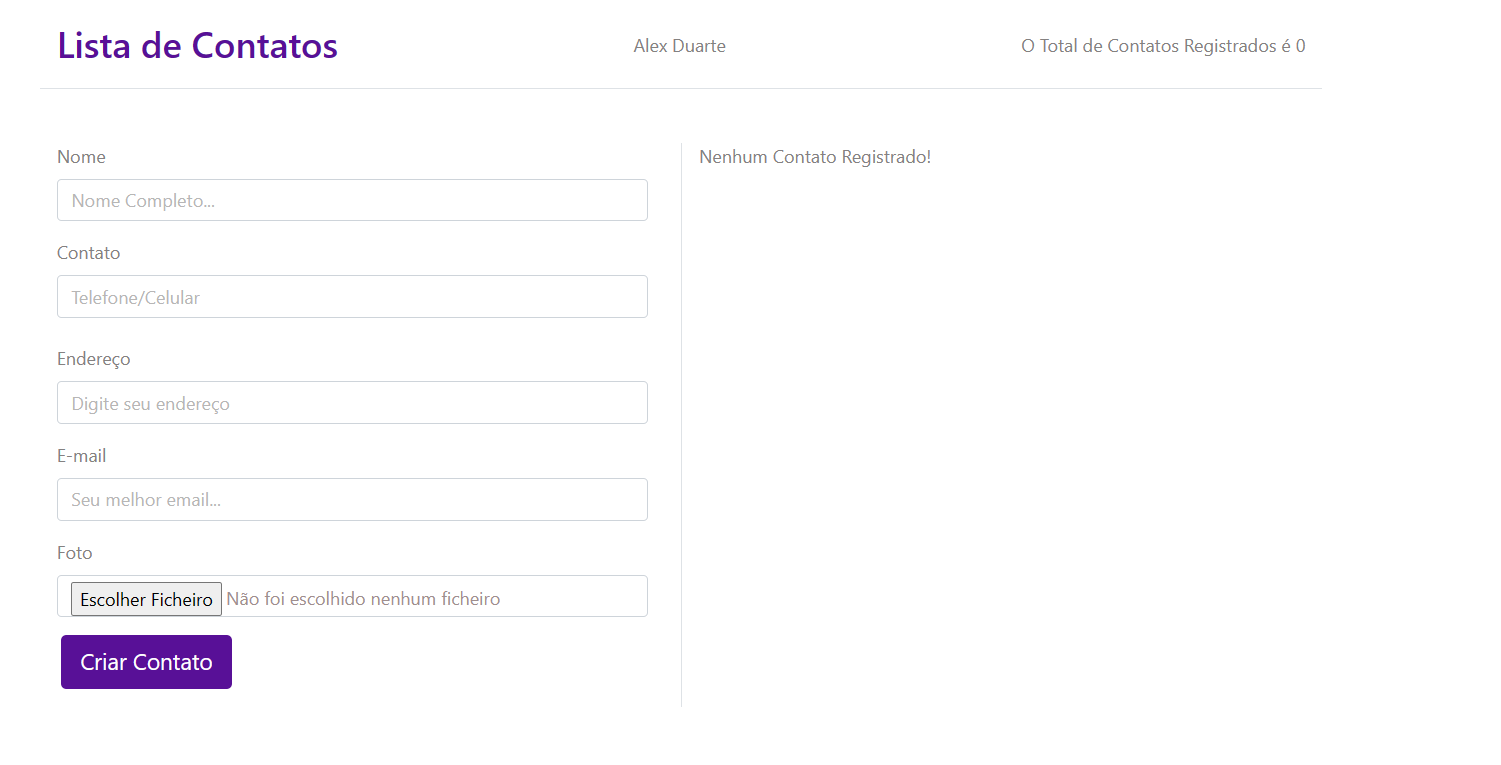 Lista de Contatos
Alex Duarte
O Total de Contatos Registrados é 0
Nome
Nome Completo...
Contato
Telefone/Celular
Endereço
Digite seu endereço
E-mail
Seu melhor email...
Foto
Escolher Ficheiro Não foi escolhido nenhum ficheiro
Criar Contato
Nenhum Contato Registrado!